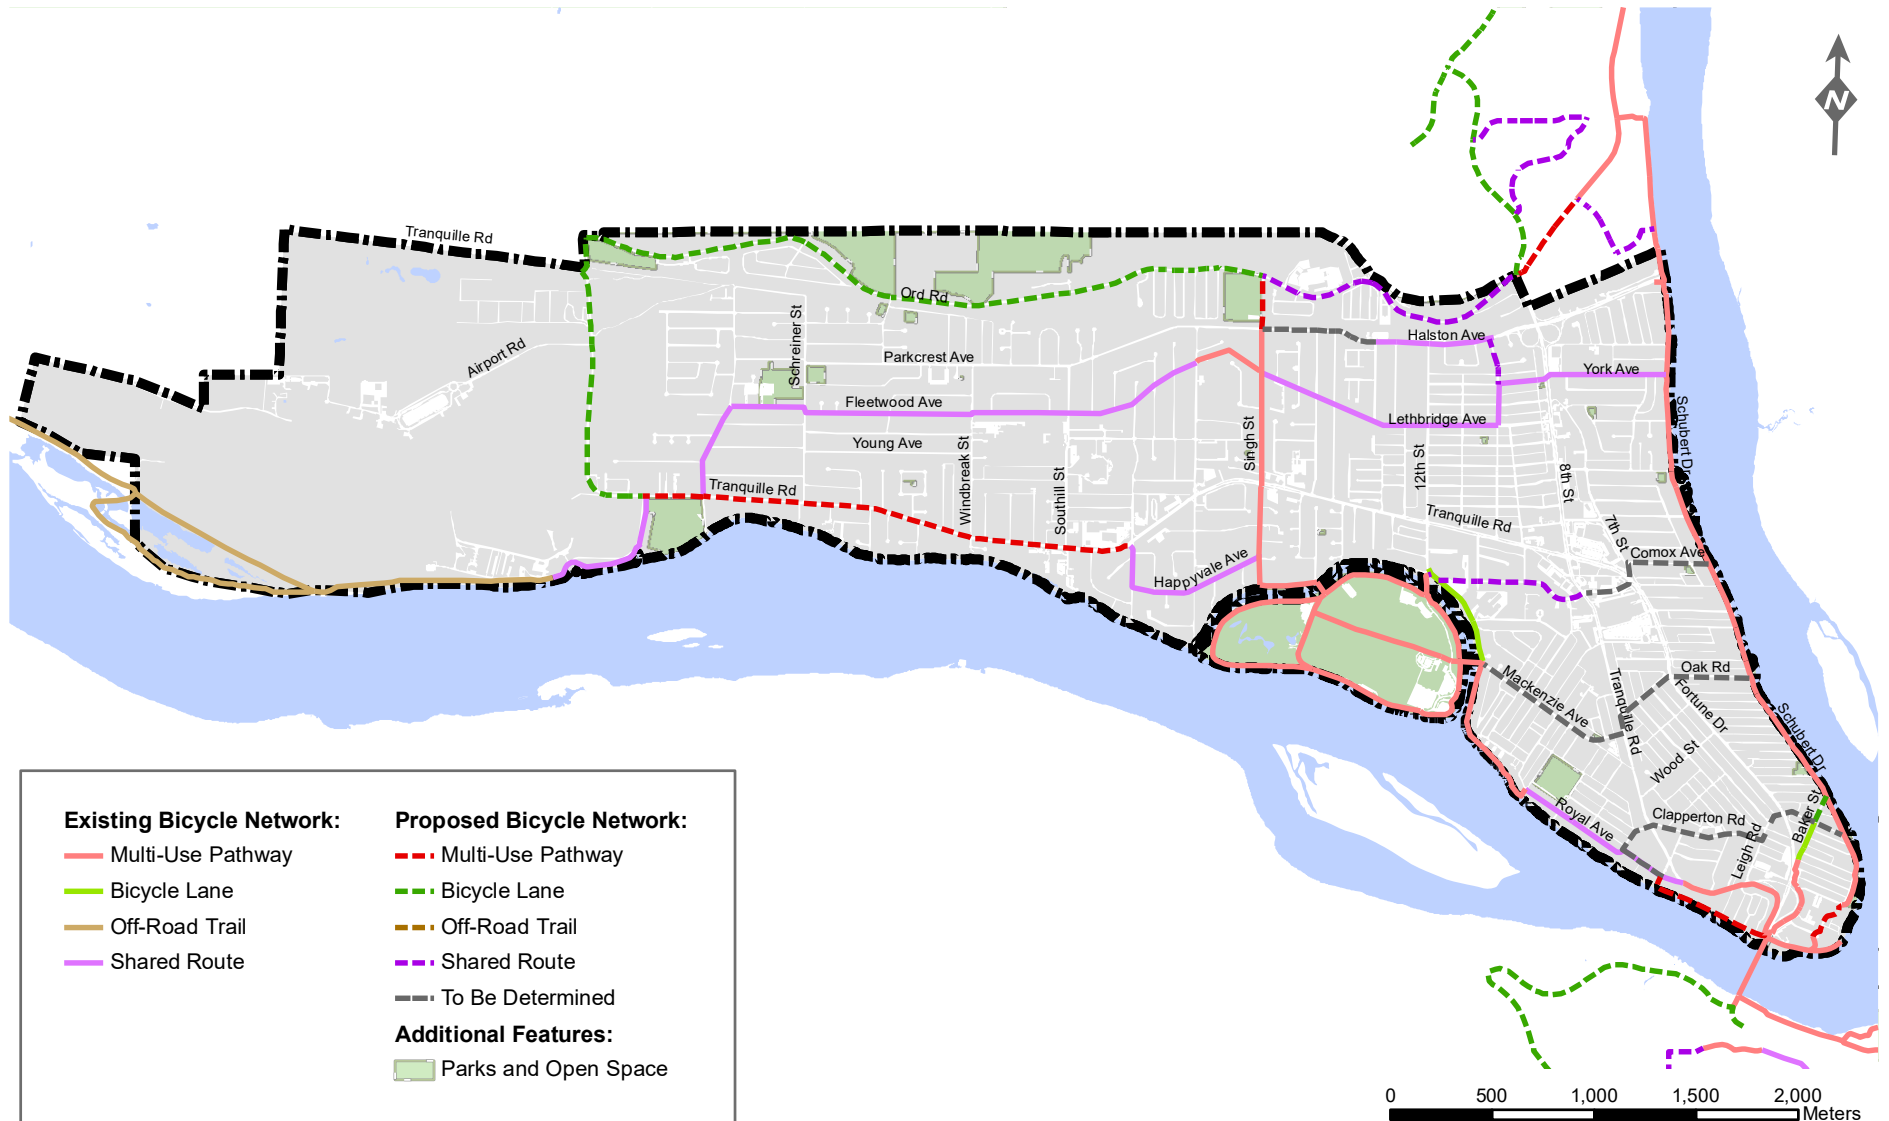 N
Tranquille Rd
Ord Rd
Airport Rd
Schreiner St
Parkcrest Ave
Halston Ave
York Ave
Fleetwood Ave
Lethbridge Ave
Schubert Dr
Young Ave
Windbreak St
Southill St
Singh St
12th St
8th St
Tranquille Rd
Tranquille Rd
7th St
Comox Ave
Happyvale Ave
Oak Rd
Mackenzie Ave
Tranquille Rd
Fortune Dr
Schubert Dr
Wood St
Royal Ave
Clapperton Rd
Baker St
Leigh Rd
Existing Bicycle Network:
Multi-Use Pathway
Bicycle Lane
Off-Road Trail
Shared Route
Proposed Bicycle Network:
Multi-Use Pathway
Bicycle Lane
Off-Road Trail
Shared Route
To Be Determined
Additional Features:
Parks and Open Space
0 500 1,000 1,500 2,000
Meters